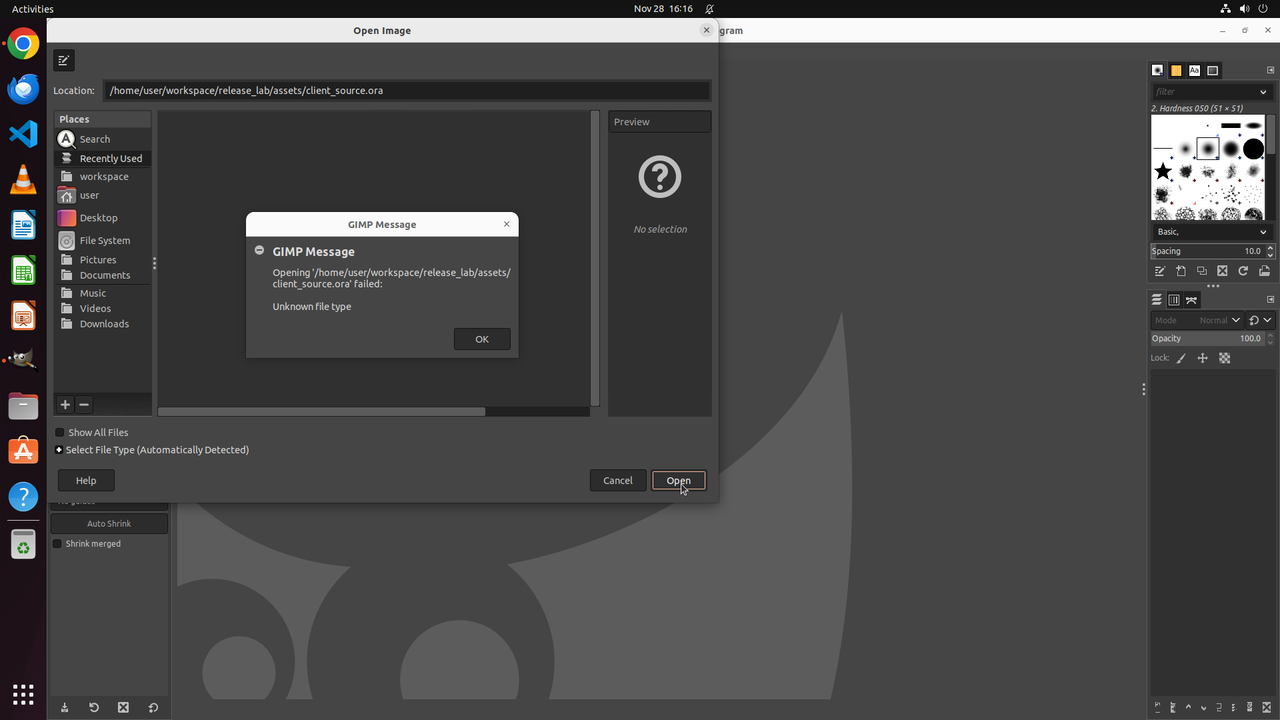 Activities
Nov 28 16:16
Open Image
gram
Location:
/home/user/workspace/release_lab/assets/client_source.ora
Places
Search
Recently Used
workspace
user
Desktop
File System
Pictures
Documents
Music
Videos
Downloads
Preview
No selection
GIMP Message
GIMP Message
Opening '/home/user/workspace/release_lab/assets/
client_source.ora' failed:
Unknown file type
OK
Show All Files
Select File Type (Automatically Detected)
Help
Cancel
Open
Auto Shrink
Shrink merged
Aa
filter
2. Hardness 050 (51 × 51)
Basic,
Spacing 10.0
Mode Normal
Opacity 100.0
Lock: